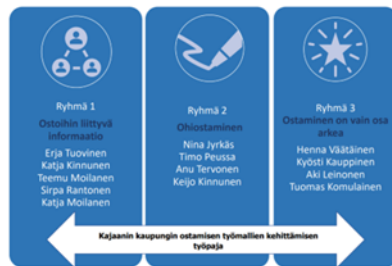 Ryhmä 1
Ostoihin liittyvä
informaatio
Erja Tuovinen
Katja Kinnunen
Teemu Moilanen
Sirpa Rantonen
Katja Moilanen
Ryhmä 2
Ohiostaminen
Nina Jyrkäs
Timo Peussa
Anu Tervonen
Keijo Kinnunen
Ryhmä 3
Ostaminen on vain osa
arkea
Henna Väätäinen
Kyösti Kauppinen
Aki Leinonen
Tuomas Komulainen
Kajaanin kaupungin ostamisen työmallien kehittämisen
työpaja